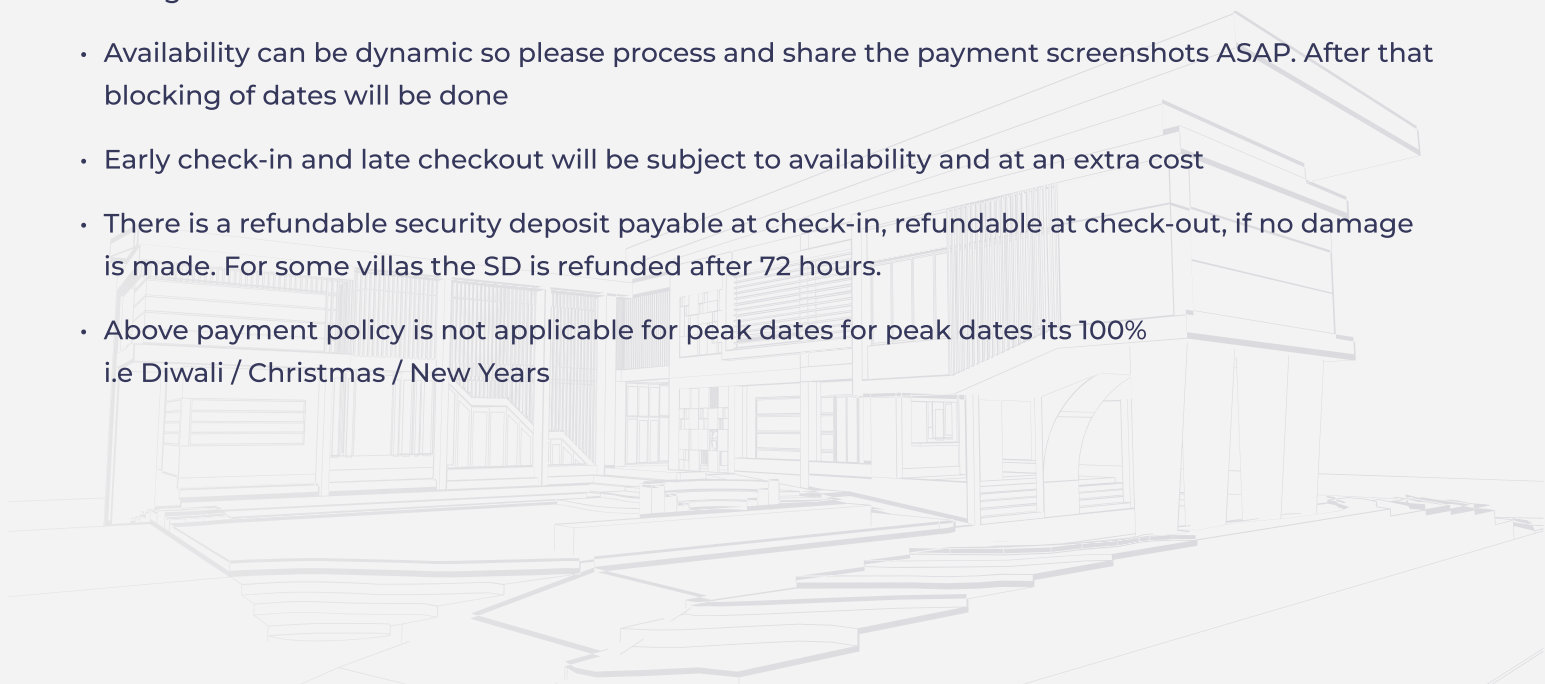 • Availability can be dynamic so please process and share the payment screenshots ASAP. After that
blocking of dates will be done
• Early check-in and late checkout will be subject to availability and at an extra cost
• There is a refundable security deposit payable at check-in, refundable at check-out, if no damage
is made. For some villas the SD is refunded after 72 hours.
• Above payment policy is not applicable for peak dates for peak dates its 100%
i.e Diwali / Christmas / New Years